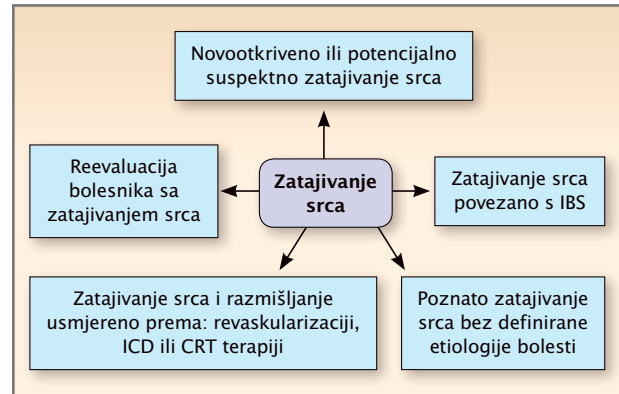 Novootkriveno ili potencijalno
suspektno zatajivanje srca
Reevaluacija
bolesnika sa
zatajivanjem srca
Zatajivanje
srca
Zatajivanje srca
povezano s IBS
Zatajivanje srca i razmišljanje
usmjereno prema: revaskularizaciji,
ICD ili CRT terapiji
Poznato zatajivanje
srca bez definirane
etiologije bolesti